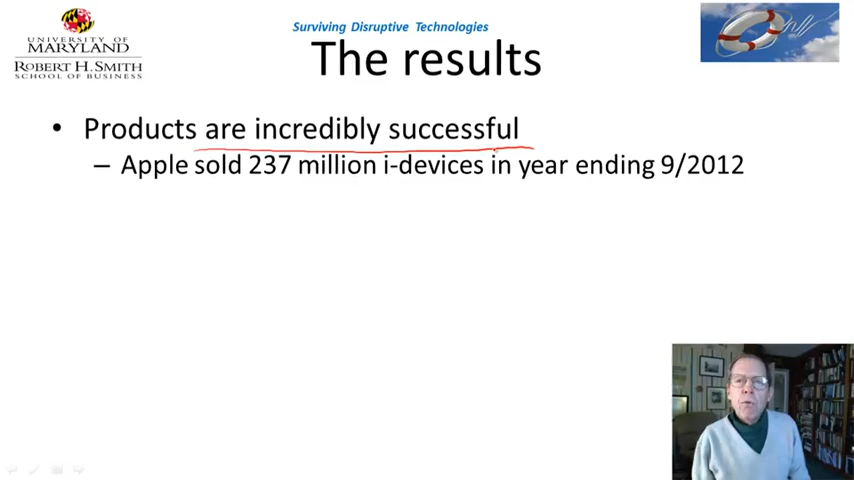 Surviving Disruptive Technologies
UNIVERSITY OF
MARYLAND
ROBERT H. SMITH
SCHOOL OF BUSINESS
The results
• Products are incredibly successful
– Apple sold 237 million i-devices in year ending 9/2012